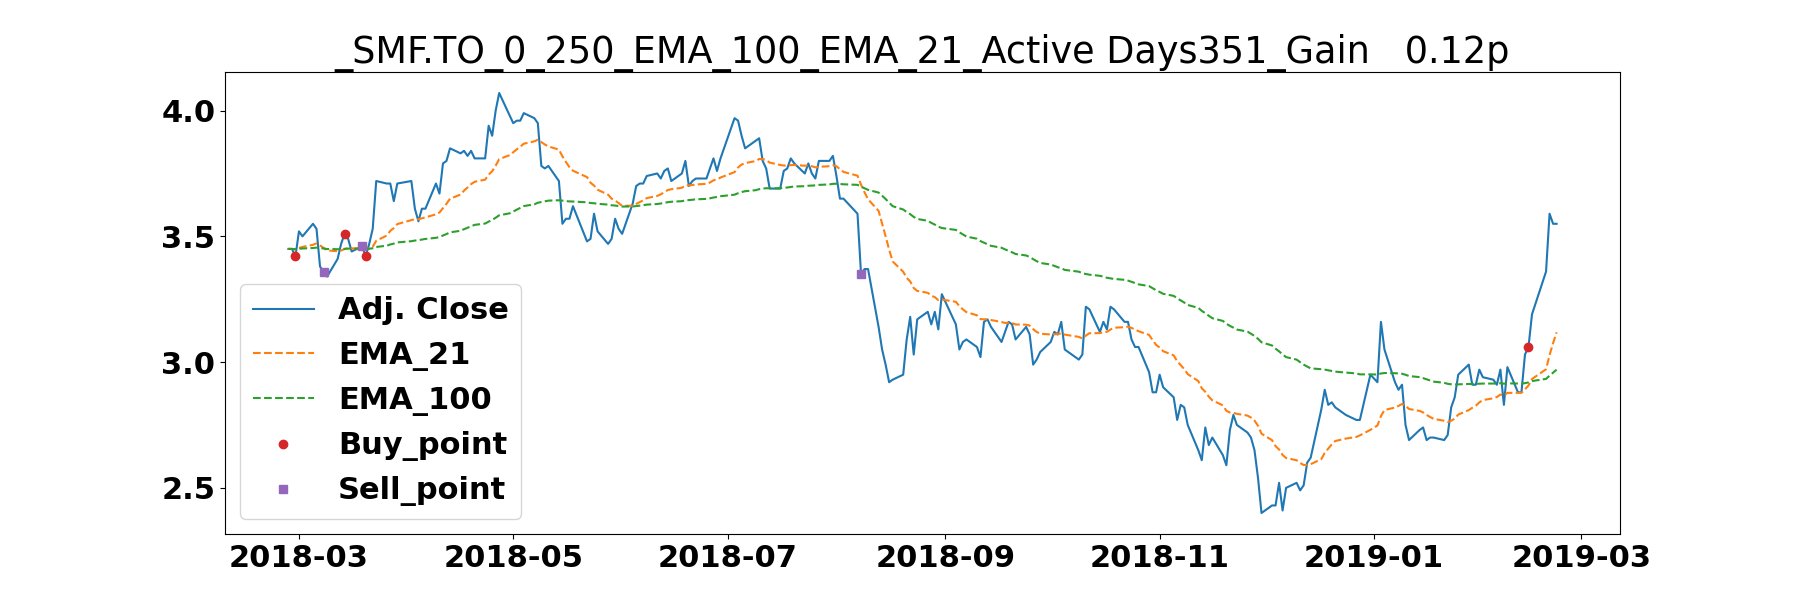 _SMF.TO_0_250_EMA_100_EMA_21_Active Days351_Gain   0.12p
4.0
3.5
3.0
2.5
Adj. Close
EMA_21
EMA_100
Buy_point
Sell_point
2018-03 2018-05 2018-07 2018-09 2018-11 2019-01 2019-03